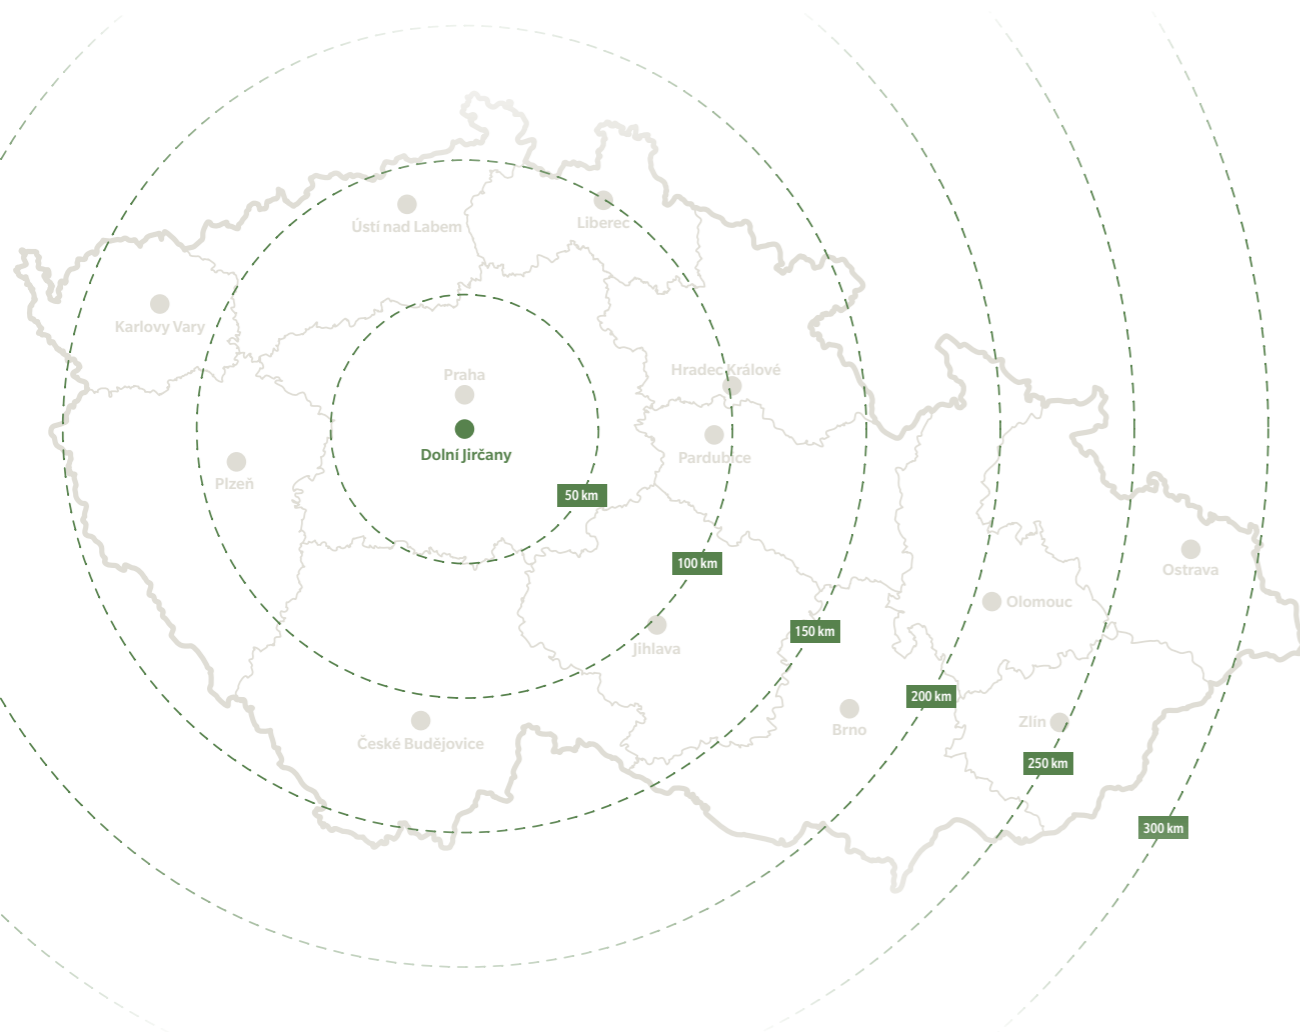 Ústí nad Labem
Liberec
Karlovy Vary
Praha
Hradec Králové
Dolní Jirčany
Pardubice
Plzeň
50 km
100 km
Ostrava
Olomouc
150 km
Jihlava
200 km
Zlín
Brno
České Budějovice
250 km
300 km